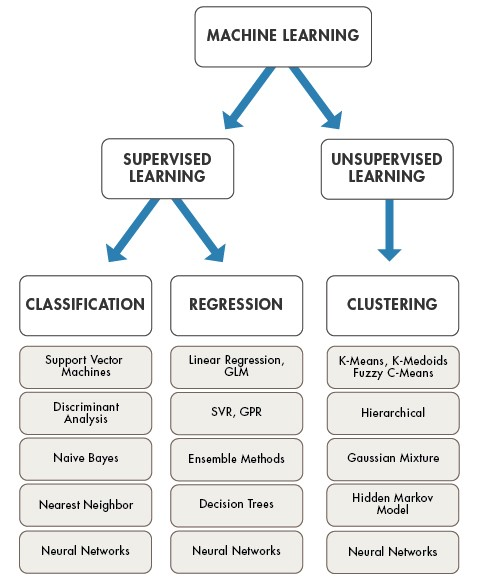 MACHINE LEARNING
SUPERVISED
LEARNING
UNSUPERVISED
LEARNING
CLASSIFICATION
Support Vector
Machines
Discriminant
Analysis
Naive Bayes
Nearest Neighbor
Neural Networks
REGRESSION
Linear Regression,
GLM
SVR, GPR
Ensemble Methods
Decision Trees
Neural Networks
CLUSTERING
K-Means, K-Medoids
Fuzzy C-Means
Hierarchical
Gaussian Mixture
Hidden Markov
Model
Neural Networks